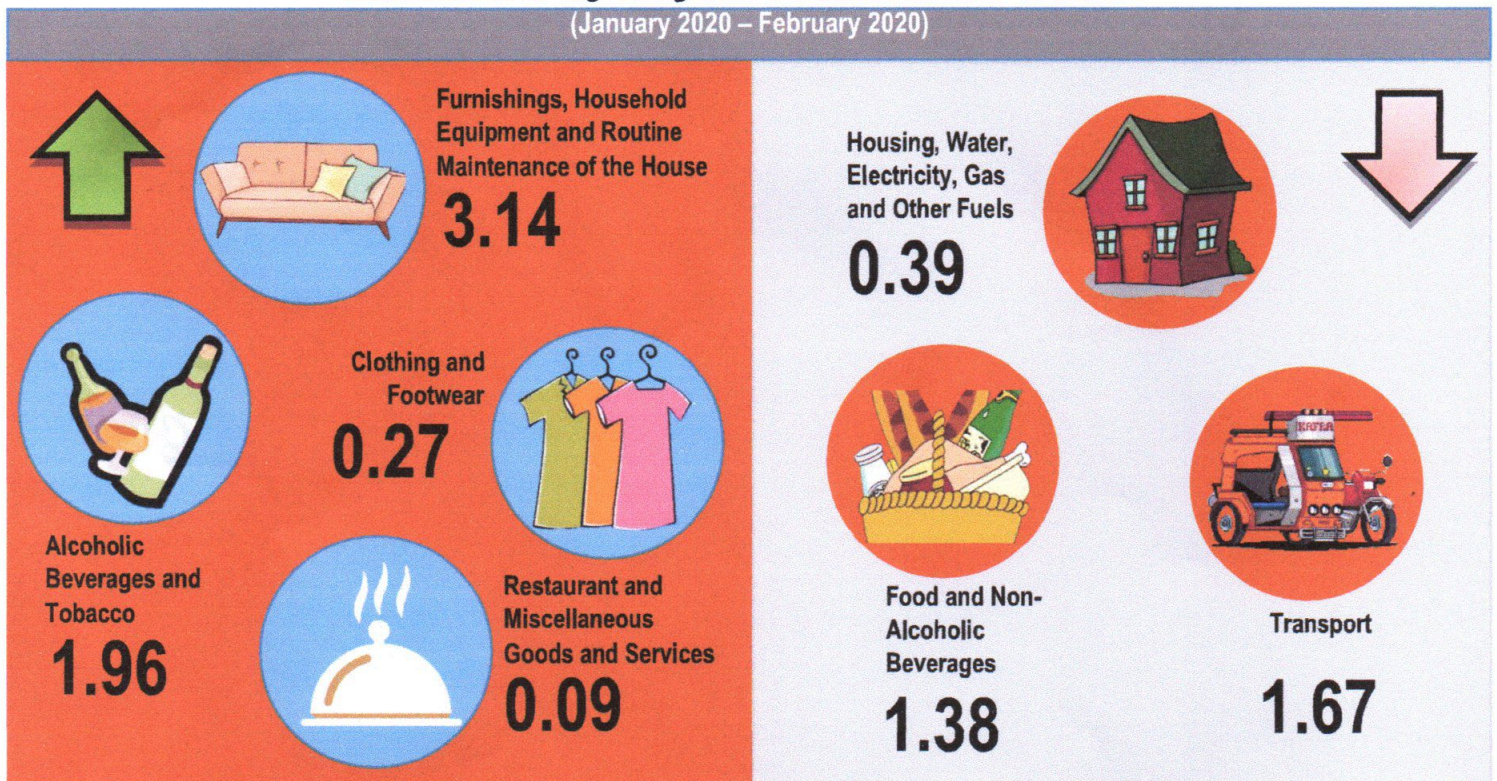 (January 2020 – February 2020)
Furnishings, Household
Equipment and Routine
Maintenance of the House
3.14
Clothing and
Footwear
0.27
Alcoholic
Beverages and
Tobacco
1.96
Restaurant and
Miscellaneous
Goods and Services
0.09
Housing, Water,
Electricity, Gas
and Other Fuels
0.39
Food and Non-
Alcoholic
Beverages
1.38
Transport
1.67